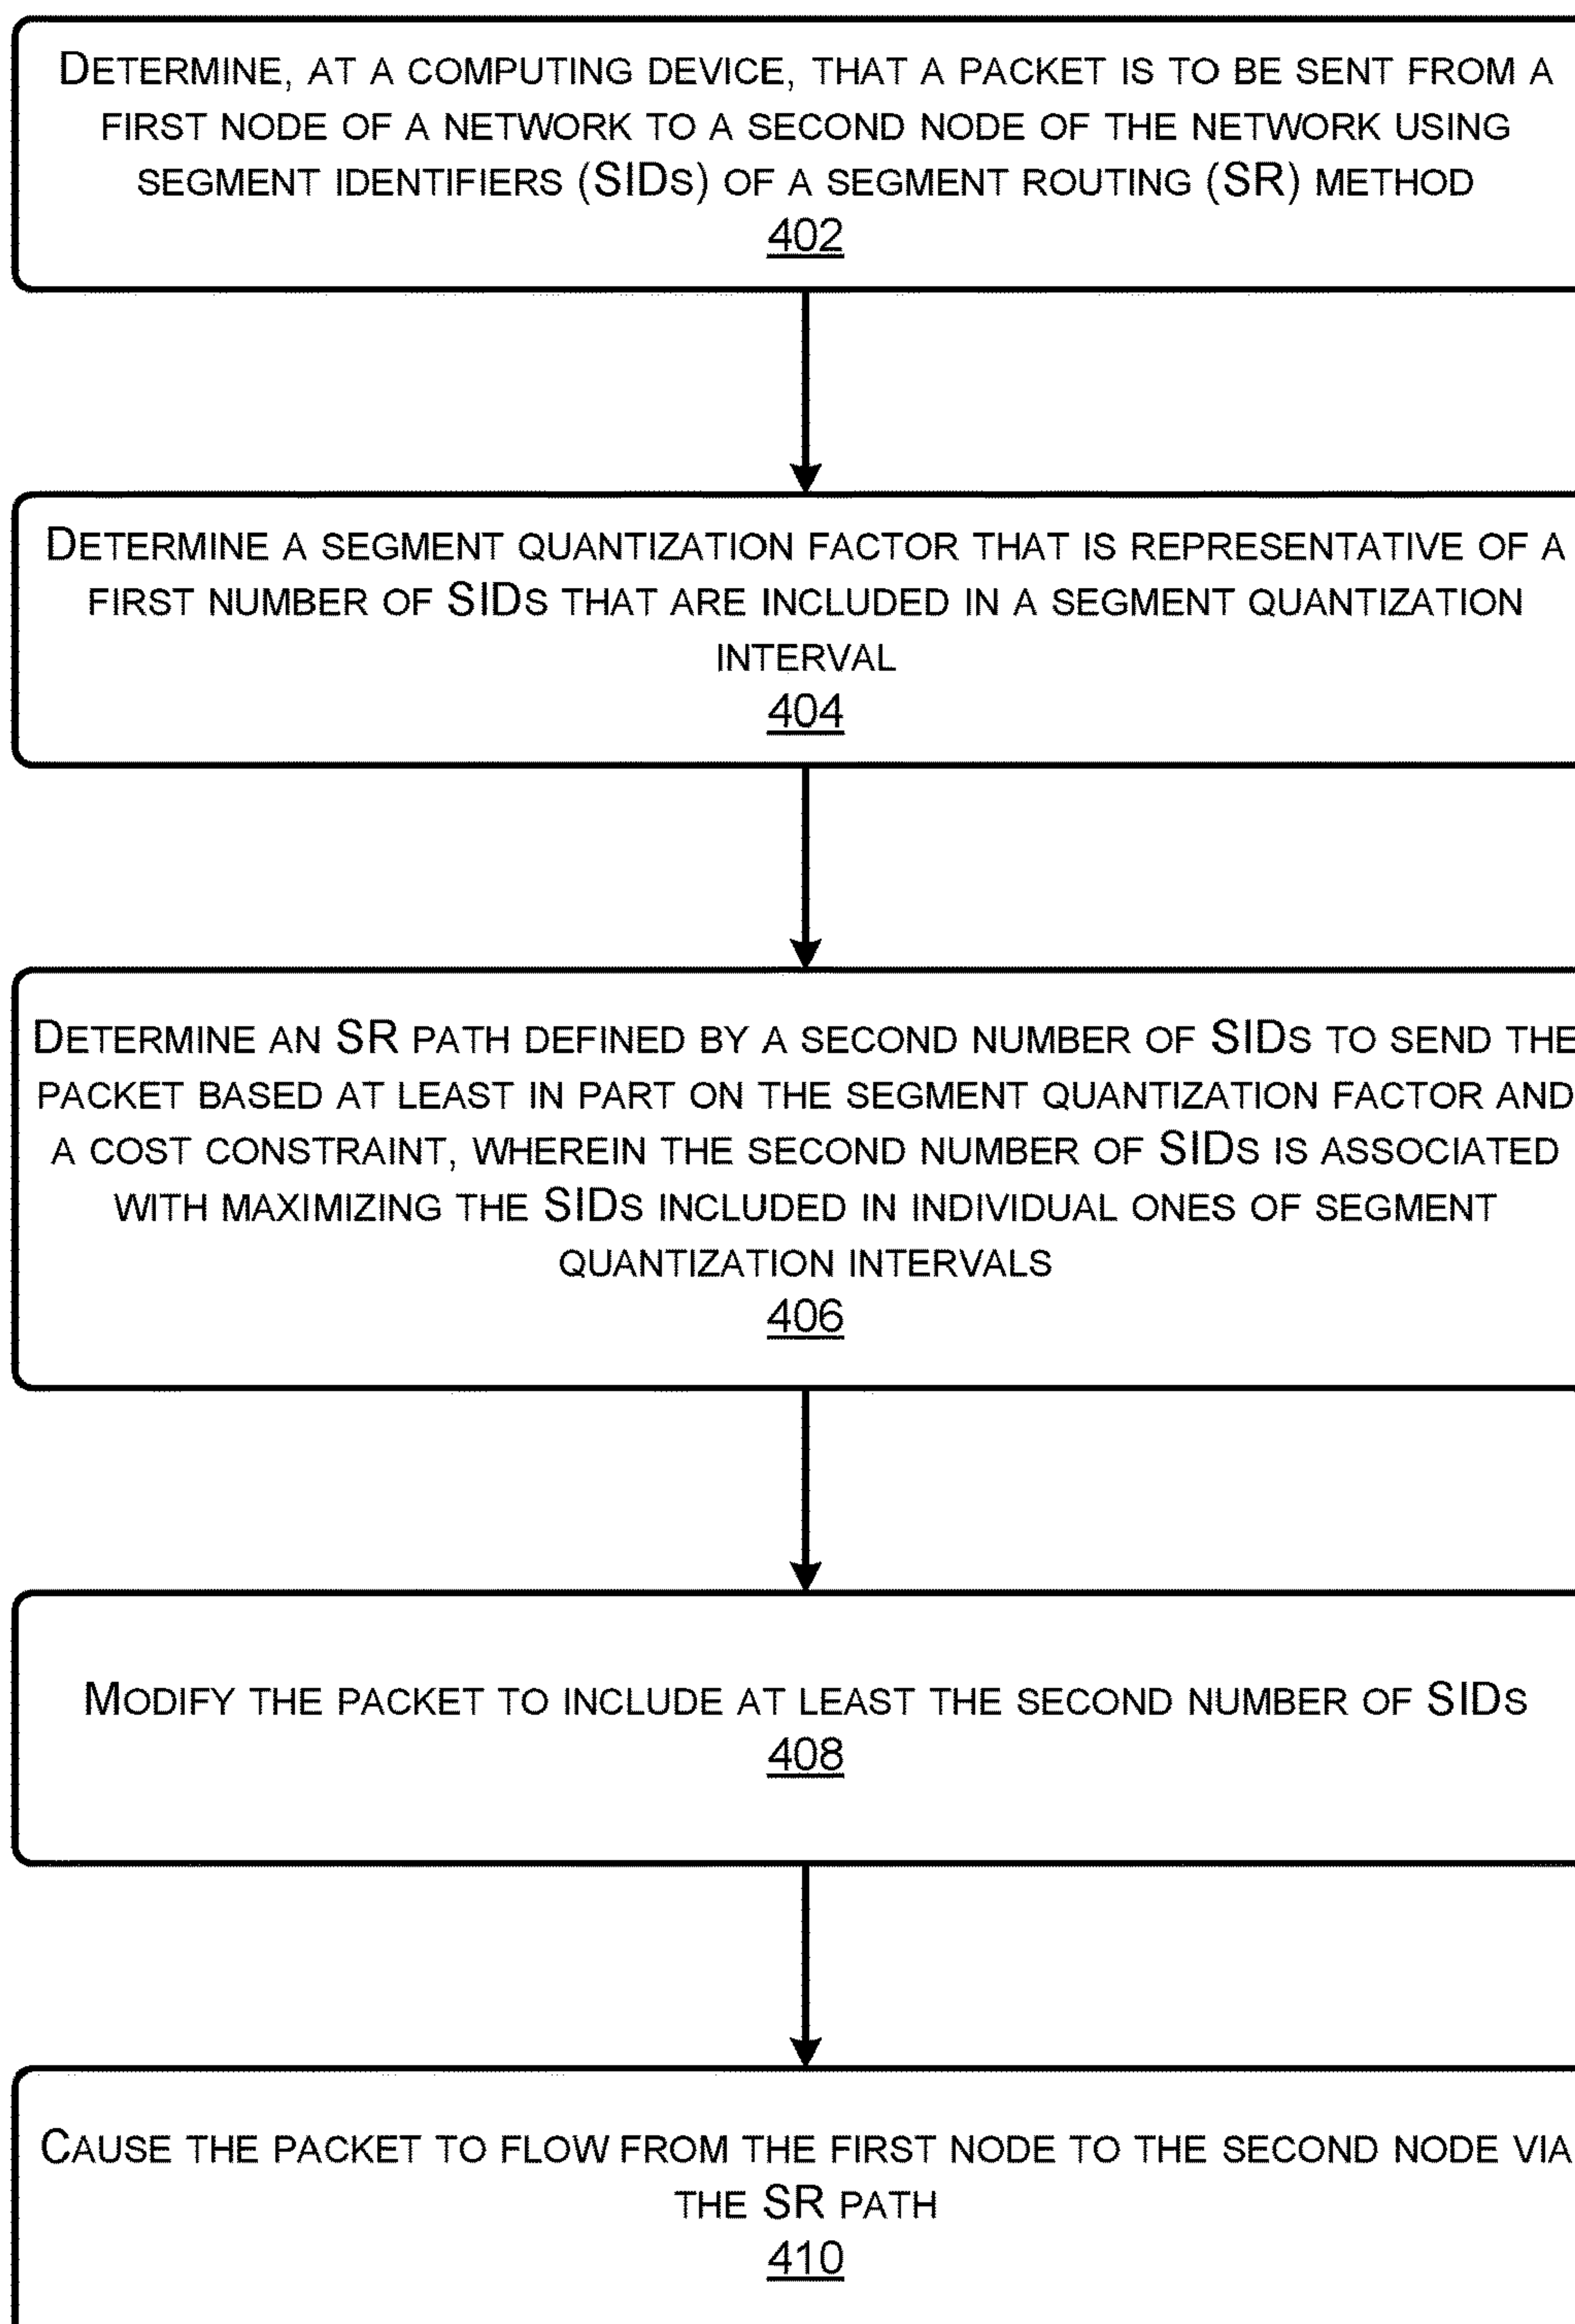 DETERMINE, AT A COMPUTING DEVICE, THAT A PACKET IS TO BE SENT FROM A
FIRST NODE OF A NETWORK TO A SECOND NODE OF THE NETWORK USING
SEGMENT IDENTIFIERS (SIDS) OF A SEGMENT ROUTING (SR) METHOD
402
DETERMINE A SEGMENT QUANTIZATION FACTOR THAT IS REPRESENTATIVE OF A
FIRST NUMBER OF SIDS THAT ARE INCLUDED IN A SEGMENT QUANTIZATION
INTERVAL
404
DETERMINE AN SR PATH DEFINED BY A SECOND NUMBER OF SIDS TO SEND THE
PACKET BASED AT LEAST IN PART ON THE SEGMENT QUANTIZATION FACTOR AND
A COST CONSTRAINT, WHEREIN THE SECOND NUMBER OF SIDS IS ASSOCIATED
WITH MAXIMIZING THE SIDS INCLUDED IN INDIVIDUAL ONES OF SEGMENT
QUANTIZATION INTERVALS
406
MODIFY THE PACKET TO INCLUDE AT LEAST THE SECOND NUMBER OF SIDS
408
CAUSE THE PACKET TO FLOW FROM THE FIRST NODE TO THE SECOND NODE VIA
THE SR PATH
410